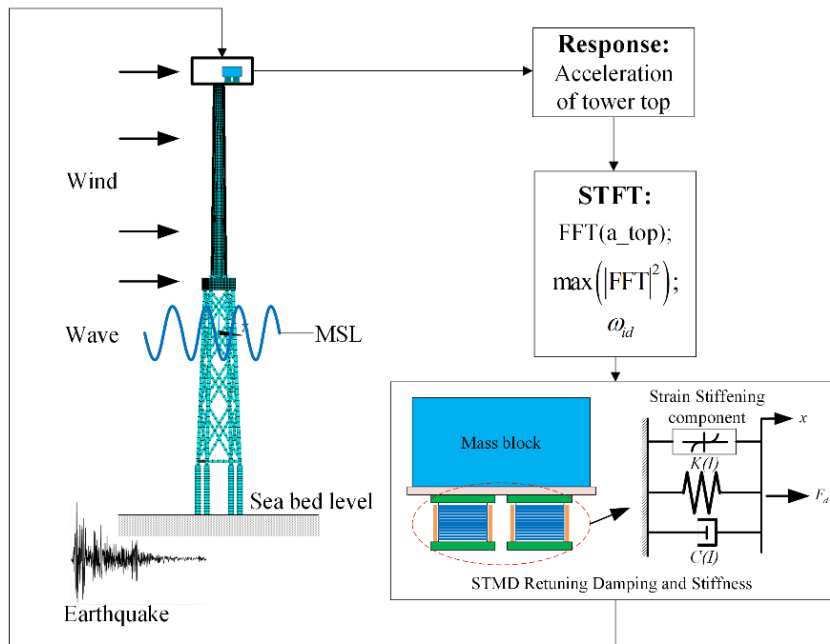 Response:
Acceleration
of tower top
Wind
STFT:
FFT(a_top);
max(|FFT|²);
ω_id
Wave
x
MSL
Strain Stiffening
component
x
Mass block
K(I)
F_d
Sea bed level
C(I)
STMD Retuning Damping and Stiffness
Earthquake